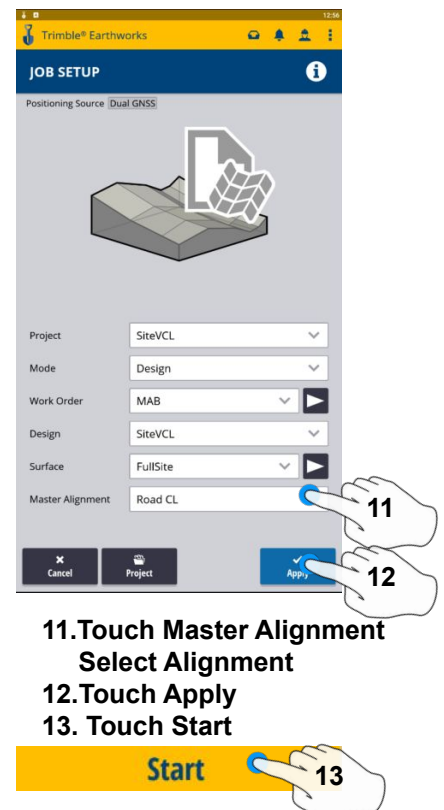 12:56
Trimble® Earthworks
JOB SETUP
Positioning Source Dual GNSS
Project SiteVCL
Mode Design
Work Order MAB
Design SiteVCL
Surface FullSite
Master Alignment Road CL
11
Cancel Project Apply
12
11.Touch Master Alignment
Select Alignment
12.Touch Apply
13. Touch Start
Start
13